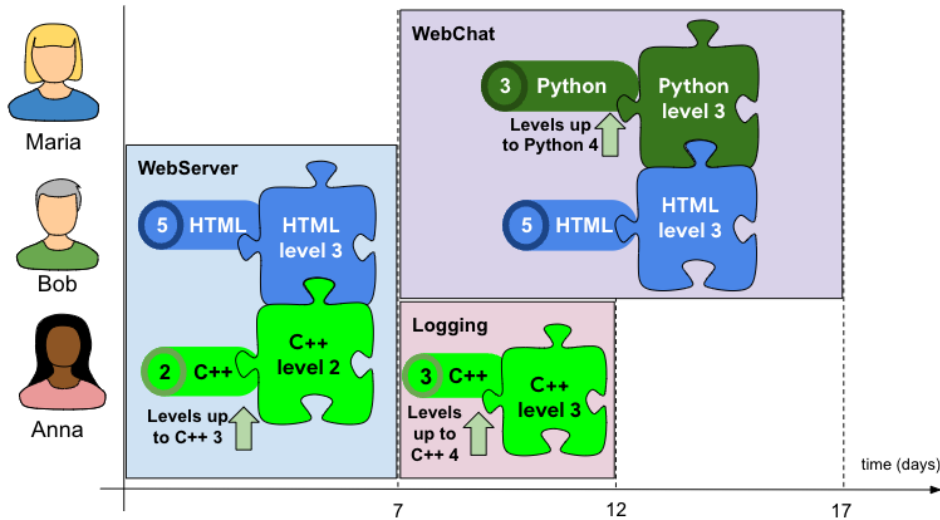 Maria
Bob
Anna
WebServer
5 HTML
HTML
level 3
2 C++
C++
level 2
Levels up
to C++ 3
WebChat
3 Python
Python
level 3
Levels up
to Python 4
5 HTML
HTML
level 3
Logging
3 C++
C++
level 3
Levels
up to
C++ 4
time (days)
7
12
17